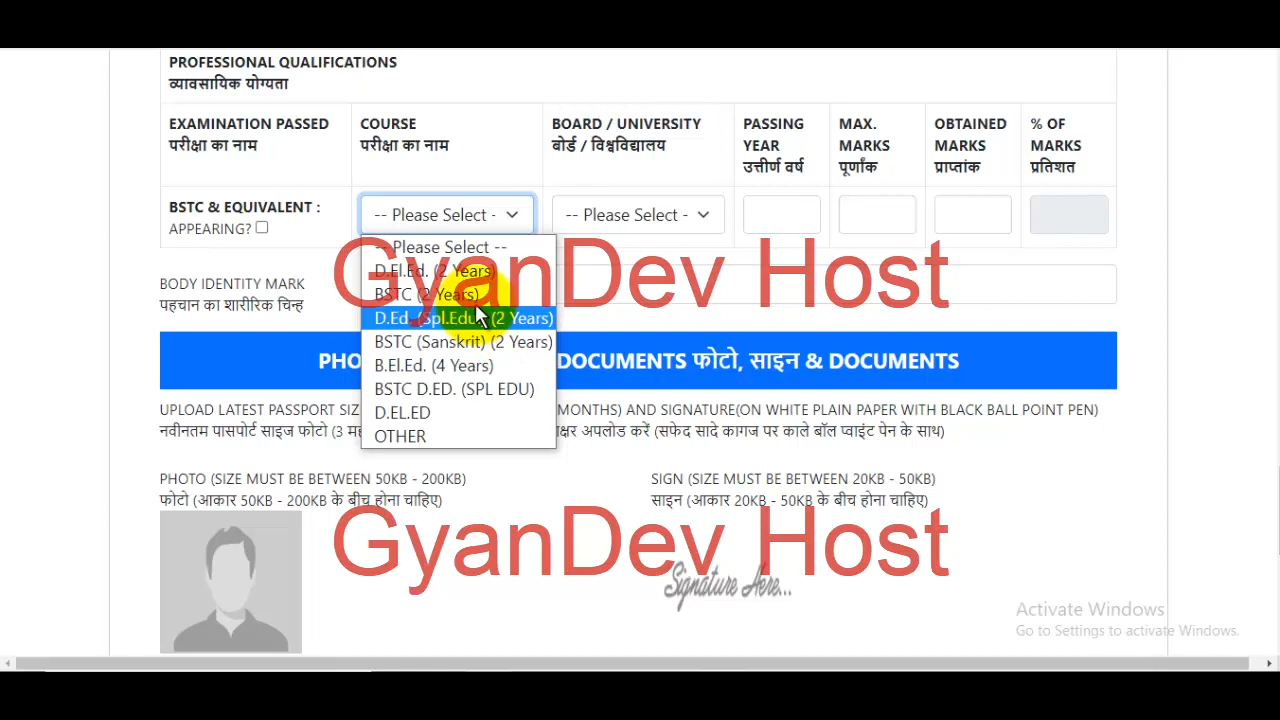 PROFESSIONAL QUALIFICATIONS
व्यावसायिक योग्यता
EXAMINATION PASSED
परीक्षा का नाम
COURSE
परीक्षा का नाम
BOARD / UNIVERSITY
बोर्ड / विश्वविद्यालय
PASSING
YEAR
उत्तीर्ण वर्ष
MAX.
MARKS
पूर्णांक
OBTAINED
MARKS
प्राप्तांक
% OF
MARKS
प्रतिशत
BSTC & EQUIVALENT :
APPEARING?
-- Please Select -
-- Please Select -
-- Please Select --
D.El.Ed. (2 Years)
BSTC (2 Years)
D.Ed. (Spl.Edu.) (2 Years)
BSTC (Sanskrit) (2 Years)
B.El.Ed. (4 Years)
BSTC D.ED. (SPL EDU)
D.EL.ED
OTHER
GyanDev Host
BODY IDENTITY MARK
पहचान का शारीरिक चिन्ह
PHO DOCUMENTS फोटो, साइन & DOCUMENTS
UPLOAD LATEST PASSPORT SIZ MONTHS) AND SIGNATURE(ON WHITE PLAIN PAPER WITH BLACK BALL POINT PEN)
नवीनतम पासपोर्ट साइज फोटो (3 मह क्षर अपलोड करें (सफेद सादे कागज पर काले बॉल प्वाइंट पेन के साथ)
PHOTO (SIZE MUST BE BETWEEN 50KB - 200KB)
फोटो (आकार 50KB - 200KB के बीच होना चाहिए)
SIGN (SIZE MUST BE BETWEEN 20KB - 50KB)
साइन (आकार 20KB - 50KB के बीच होना चाहिए)
GyanDev Host
Signature Here...
Activate Windows
Go to Settings to activate Windows.